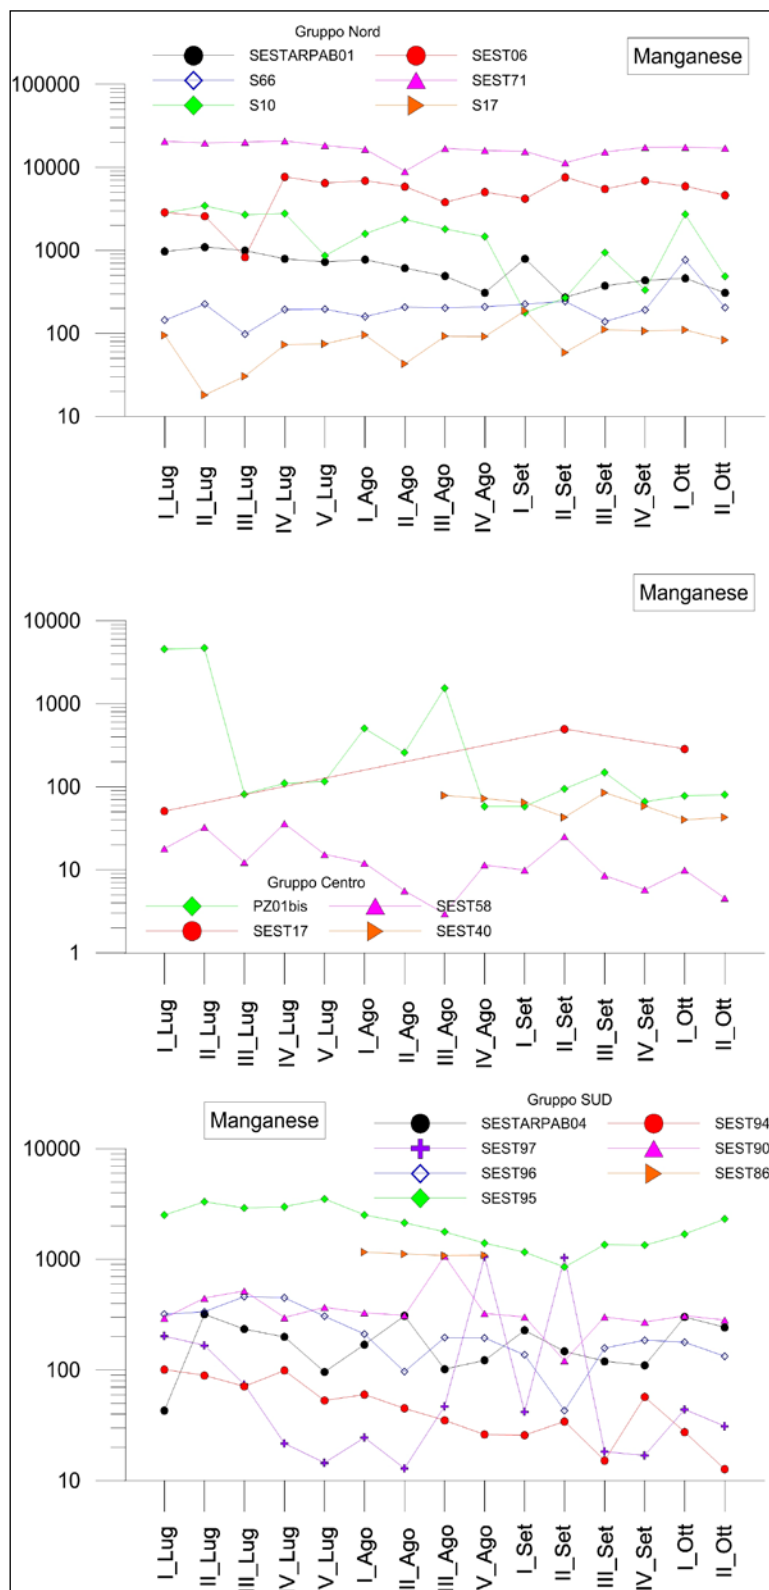 Gruppo Nord
SESTARPAB01 SEST06
S66 SEST71
S10 S17
Manganese
100000
10000
1000
100
10
I_Lug II_Lug III_Lug IV_Lug V_Lug I_Ago II_Ago III_Ago IV_Ago I_Set II_Set III_Set IV_Set I_Ott II_Ott
Manganese
10000
1000
100
10
1
Gruppo Centro
PZ01bis SEST58
SEST17 SEST40
I_Lug II_Lug III_Lug IV_Lug V_Lug I_Ago II_Ago III_Ago IV_Ago I_Set II_Set III_Set IV_Set I_Ott II_Ott
Gruppo SUD
Manganese
SESTARPAB04 SEST94
SEST97 SEST90
SEST96 SEST86
SEST95
10000
1000
100
10
I_Lug II_Lug III_Lug IV_Lug V_Lug I_Ago II_Ago III_Ago V_Ago I_Set II_Set III_Set IV_Set I_Ott II_Ott